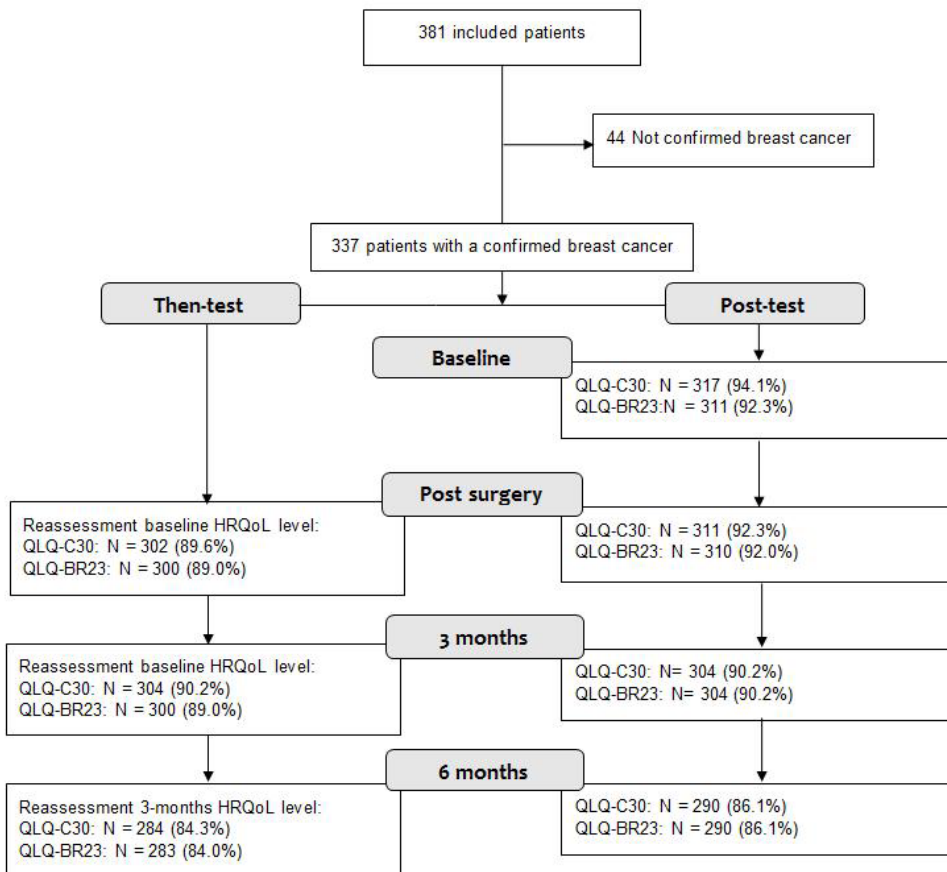 381 included patients
44 Not confirmed breast cancer
337 patients with a confirmed breast cancer
Then-test
Post-test
Baseline
QLQ-C30: N = 317 (94.1%)
QLQ-BR23:N = 311 (92.3%)
Post surgery
Reassessment baseline HRQoL level:
QLQ-C30: N = 302 (89.6%)
QLQ-BR23: N = 300 (89.0%)
QLQ-C30: N = 311 (92.3%)
QLQ-BR23: N = 310 (92.0%)
3 months
Reassessment baseline HRQoL level:
QLQ-C30: N = 304 (90.2%)
QLQ-BR23: N = 300 (89.0%)
QLQ-C30: N= 304 (90.2%)
QLQ-BR23: N= 304 (90.2%)
6 months
Reassessment 3-months HRQoL level:
QLQ-C30: N = 284 (84.3%)
QLQ-BR23: N = 283 (84.0%)
QLQ-C30: N = 290 (86.1%)
QLQ-BR23: N = 290 (86.1%)